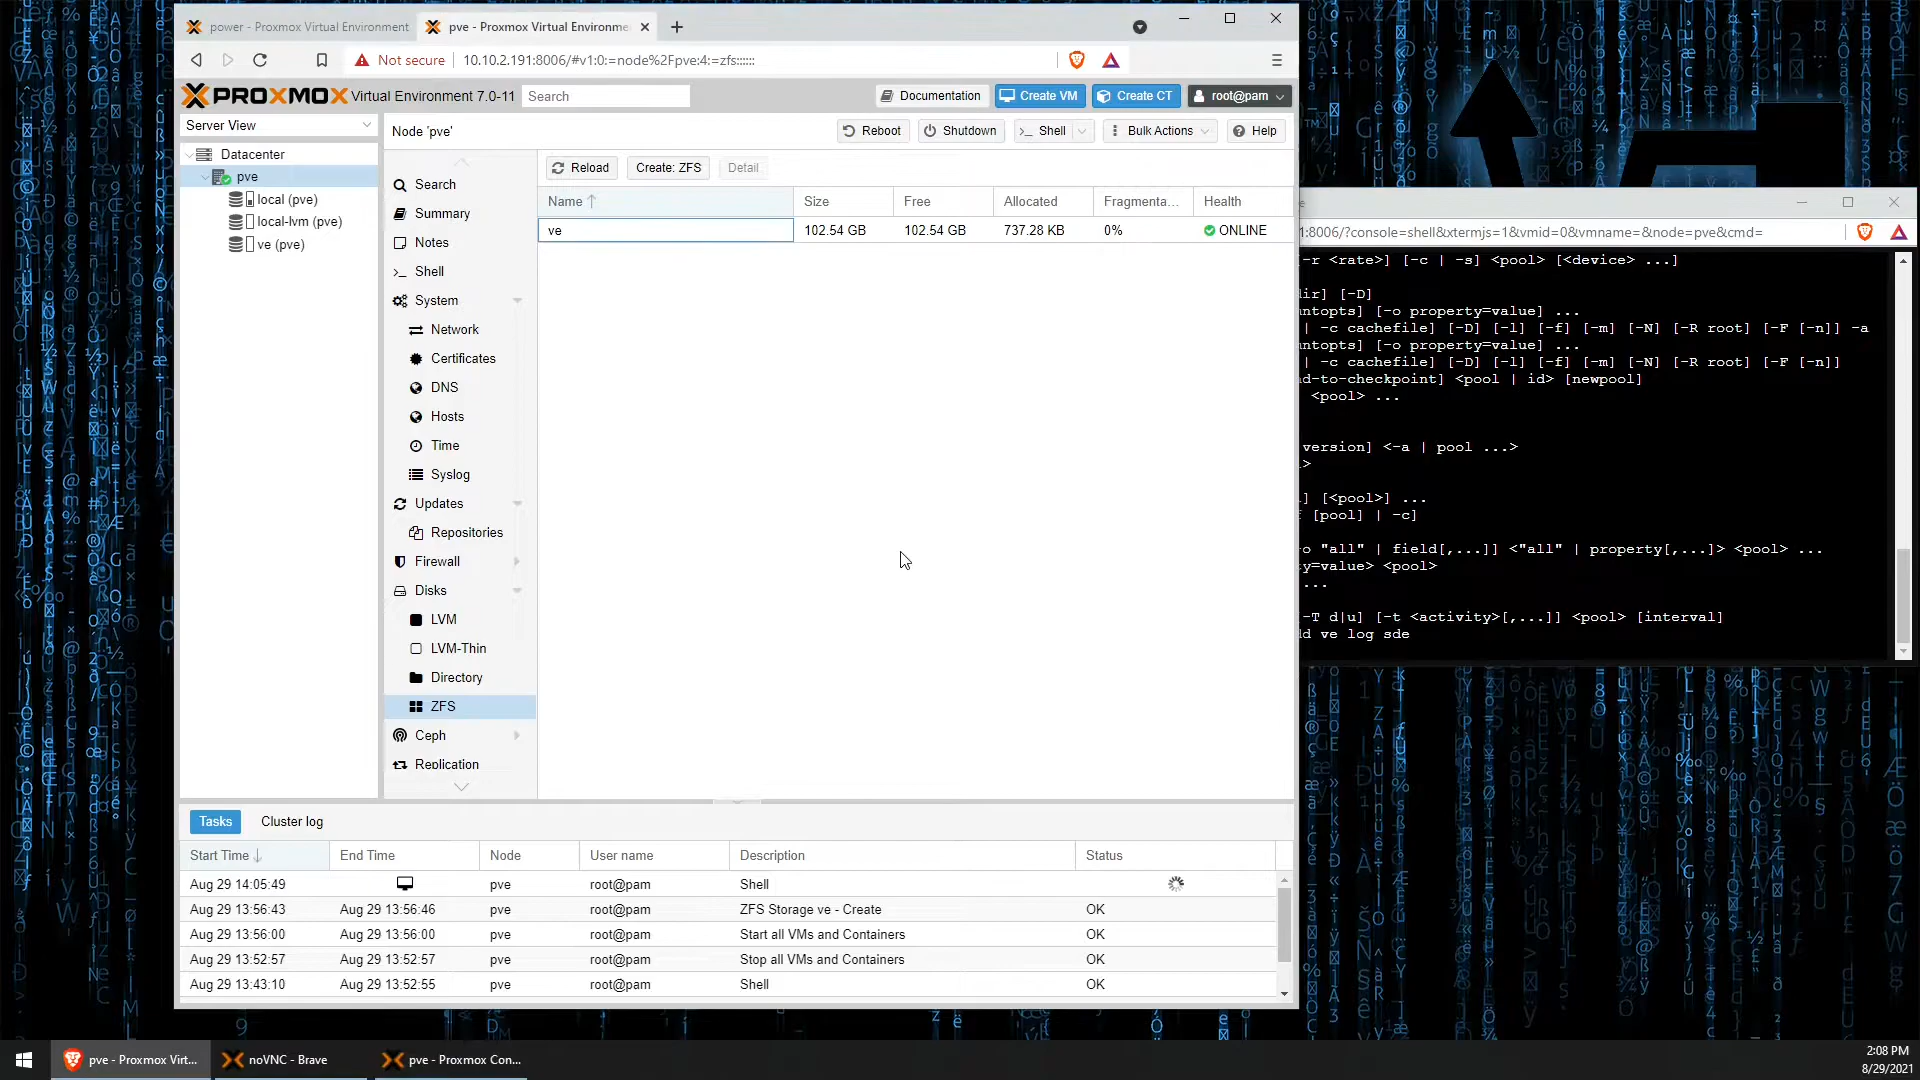 power - Proxmox Virtual Environment
pve - Proxmox Virtual Environme
Not secure
10.10.2.191:8006/#v1:0:=node%2Fpve:4:=zfs::::::
PROXMOX Virtual Environment 7.0-11
Search
Documentation
Create VM
Create CT
root@pam
Server View
Node 'pve'
Reboot
Shutdown
Shell
Bulk Actions
Help
Datacenter
pve
local (pve)
local-lvm (pve)
ve (pve)
Search
Summary
Notes
Shell
System
Network
Certificates
DNS
Hosts
Time
Syslog
Updates
Repositories
Firewall
Disks
LVM
LVM-Thin
Directory
ZFS
Ceph
Replication
Reload
Create: ZFS
Detail
Name Size Free Allocated Fragmenta... Health
ve 102.54 GB 102.54 GB 737.28 KB 0% ONLINE
Tasks
Cluster log
Start Time End Time Node User name Description Status
Aug 29 14:05:49 pve root@pam Shell
Aug 29 13:56:43 Aug 29 13:56:46 pve root@pam ZFS Storage ve - Create OK
Aug 29 13:56:00 Aug 29 13:56:00 pve root@pam Start all VMs and Containers OK
Aug 29 13:52:57 Aug 29 13:52:57 pve root@pam Stop all VMs and Containers OK
Aug 29 13:43:10 Aug 29 13:52:55 pve root@pam Shell OK
:8006/?console=shell&xtermjs=1&vmid=0&vmname=&node=pve&cmd=
-r <rate>] [-c | -s] <pool> [<device> ...]
ir] [-D]
ntopts] [-o property=value] ...
| -c cachefile] [-D] [-l] [-f] [-m] [-N] [-R root] [-F [-n]] -a
ntopts] [-o property=value] ...
| -c cachefile] [-D] [-l] [-f] [-m] [-N] [-R root] [-F [-n]]
d-to-checkpoint] <pool | id> [newpool]
<pool> ...
version] <-a | pool ...>
>
] [<pool>] ...
[pool] | -c]
o "all" | field[,...]] <"all" | property[,...]> <pool> ...
y=value> <pool>
...
-T d|u] [-t <activity>[,...]] <pool> [interval]
d ve log sde
pve - Proxmox Virt...
noVNC - Brave
pve - Proxmox Con...
2:08 PM
8/29/2021